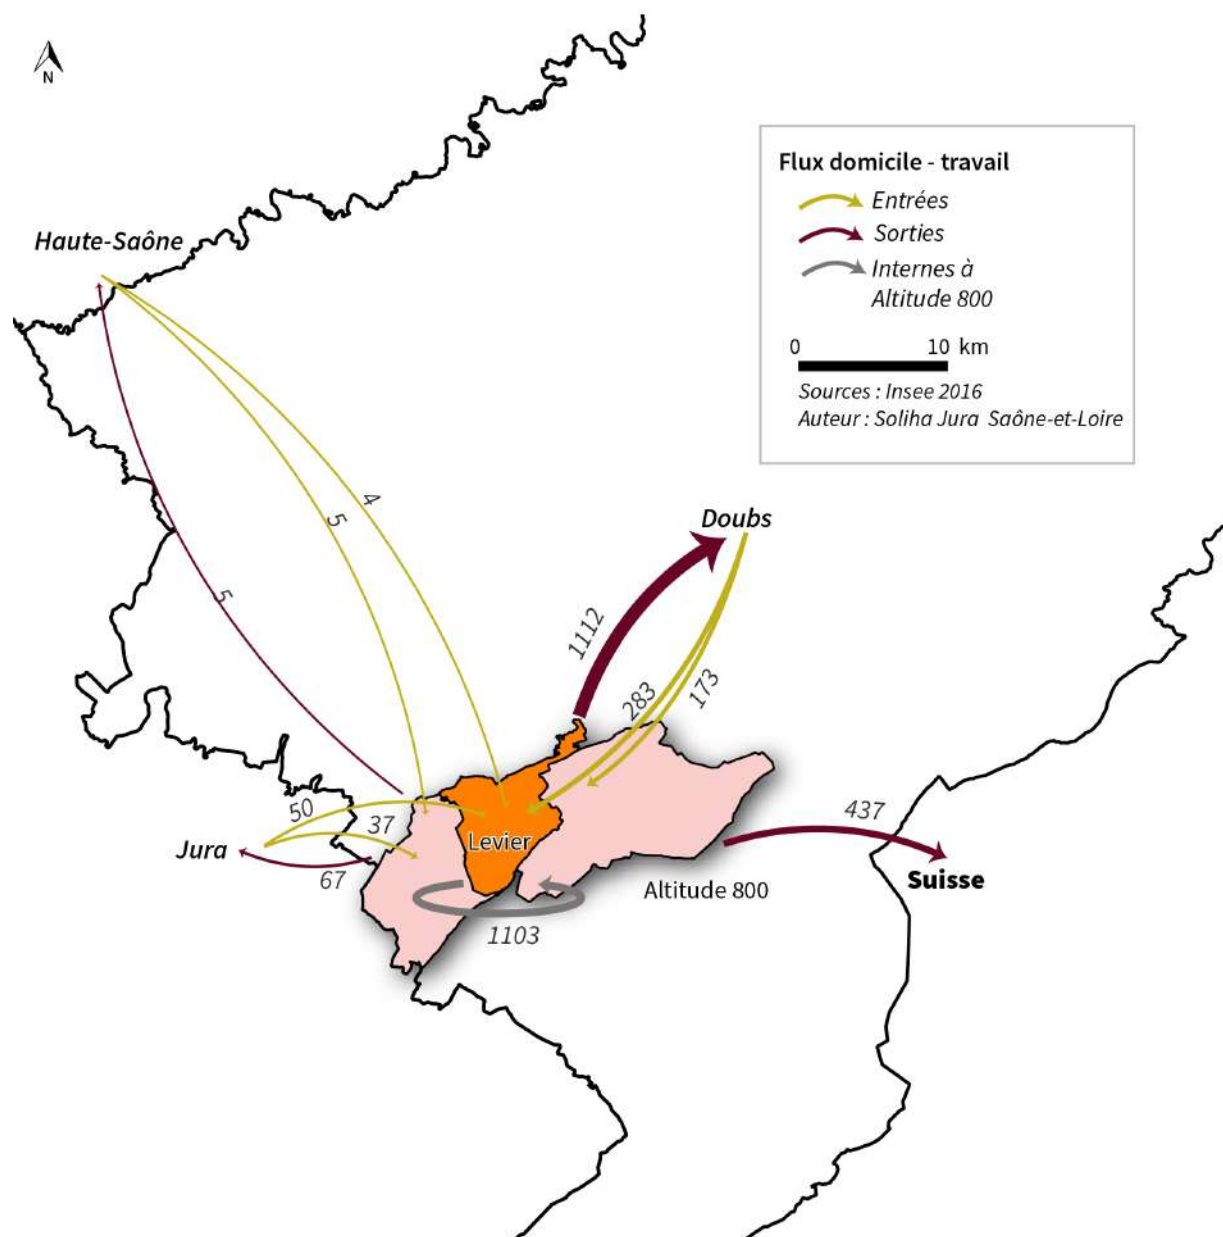 N
Flux domicile - travail
Entrées
Sorties
Internes à
Altitude 800
0 10 km
Sources : Insee 2016
Auteur : Soliha Jura Saône-et-Loire
Haute-Saône
4
5
5
Doubs
1112
283
173
50
37
Jura
67
Levier
437
Suisse
Altitude 800
1103